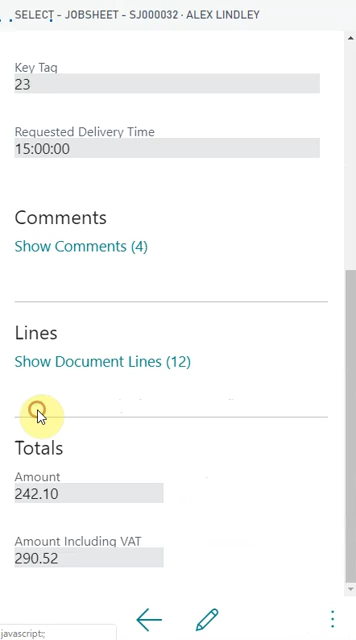 SELECT - JOBSHEET - SJ000032 · ALEX LINDLEY
Key Tag
23
Requested Delivery Time
15:00:00
Comments
Show Comments (4)
Lines
Show Document Lines (12)
Totals
Amount
242.10
Amount Including VAT
290.52
javascript:;